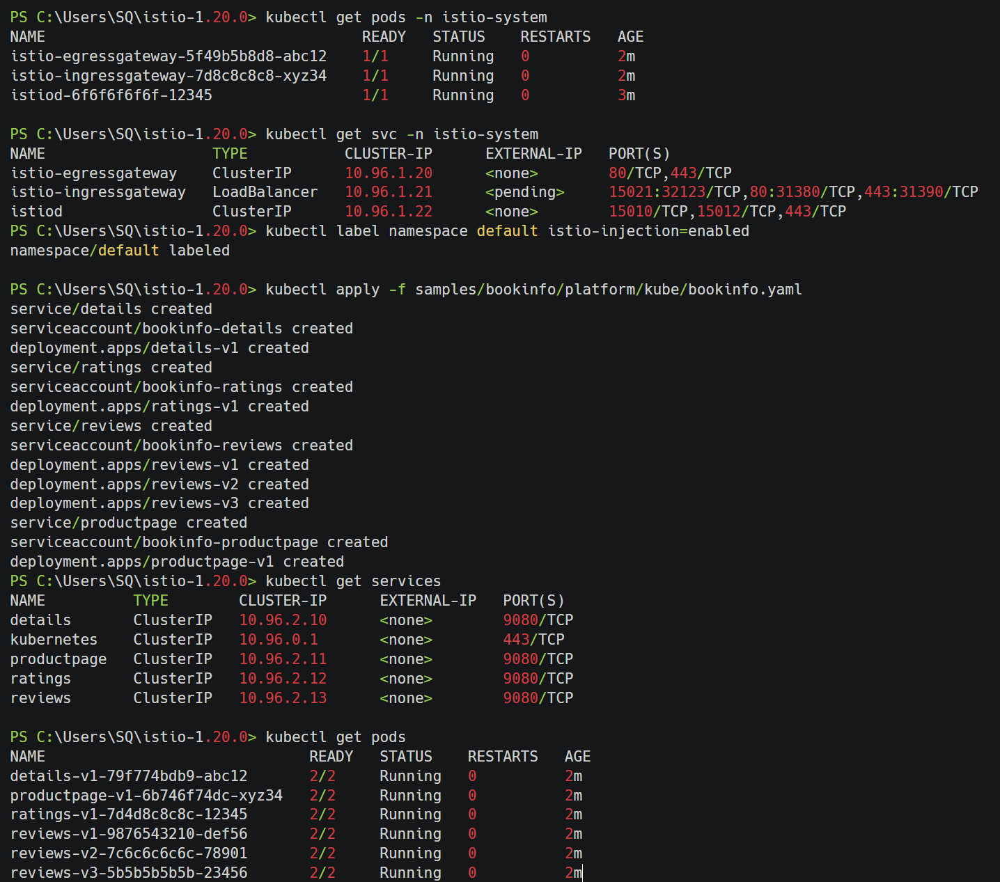 PS C:\Users\SQ\istio-1.20.0> kubectl get pods -n istio-system
NAME                                    READY   STATUS    RESTARTS   AGE
istio-egressgateway-5f49b5b8d8-abc12    1/1     Running   0          2m
istio-ingressgateway-7d8c8c8c8-xyz34    1/1     Running   0          2m
istiod-6f6f6f6f6f-12345                 1/1     Running   0          3m

PS C:\Users\SQ\istio-1.20.0> kubectl get svc -n istio-system
NAME                   TYPE           CLUSTER-IP      EXTERNAL-IP   PORT(S)
istio-egressgateway    ClusterIP      10.96.1.20      <none>        80/TCP,443/TCP
istio-ingressgateway   LoadBalancer   10.96.1.21      <pending>     15021:32123/TCP,80:31380/TCP,443:31390/TCP
istiod                 ClusterIP      10.96.1.22      <none>        15010/TCP,15012/TCP,443/TCP
PS C:\Users\SQ\istio-1.20.0> kubectl label namespace default istio-injection=enabled
namespace/default labeled

PS C:\Users\SQ\istio-1.20.0> kubectl apply -f samples/bookinfo/platform/kube/bookinfo.yaml
service/details created
serviceaccount/bookinfo-details created
deployment.apps/details-v1 created
service/ratings created
serviceaccount/bookinfo-ratings created
deployment.apps/ratings-v1 created
service/reviews created
serviceaccount/bookinfo-reviews created
deployment.apps/reviews-v1 created
deployment.apps/reviews-v2 created
deployment.apps/reviews-v3 created
service/productpage created
serviceaccount/bookinfo-productpage created
deployment.apps/productpage-v1 created
PS C:\Users\SQ\istio-1.20.0> kubectl get services
NAME          TYPE        CLUSTER-IP      EXTERNAL-IP   PORT(S)
details       ClusterIP   10.96.2.10      <none>        9080/TCP
kubernetes    ClusterIP   10.96.0.1       <none>        443/TCP
productpage   ClusterIP   10.96.2.11      <none>        9080/TCP
ratings       ClusterIP   10.96.2.12      <none>        9080/TCP
reviews       ClusterIP   10.96.2.13      <none>        9080/TCP

PS C:\Users\SQ\istio-1.20.0> kubectl get pods
NAME                              READY   STATUS    RESTARTS   AGE
details-v1-79f774bdb9-abc12       2/2     Running   0          2m
productpage-v1-6b746f74dc-xyz34   2/2     Running   0          2m
ratings-v1-7d4d8c8c8c-12345       2/2     Running   0          2m
reviews-v1-9876543210-def56       2/2     Running   0          2m
reviews-v2-7c6c6c6c6c-78901       2/2     Running   0          2m
reviews-v3-5b5b5b5b5b-23456       2/2     Running   0          2m